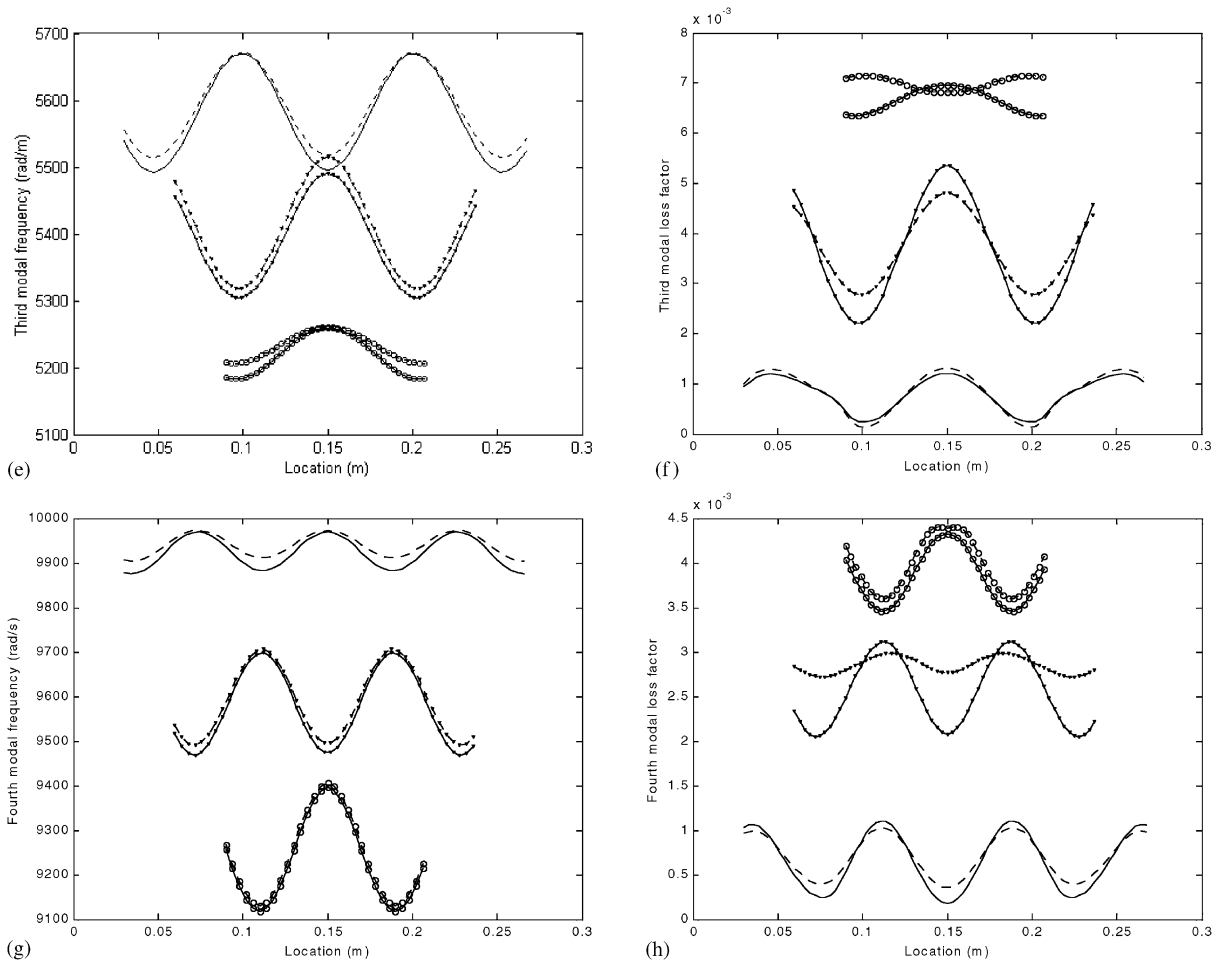 5700
5600
5500
5400
5300
5200
5100
Third modal frequency (rad/m)
0 0.05 0.1 0.15 0.2 0.25 0.3
Location (m)
(e)
x 10-3
8
7
6
5
4
3
2
1
0
Third modal loss factor
0 0.05 0.1 0.15 0.2 0.25 0.3
Location (m)
(f)
10000
9900
9800
9700
9600
9500
9400
9300
9200
9100
Fourth modal frequency (rad/s)
0 0.05 0.1 0.15 0.2 0.25 0.3
Location (m)
(g)
x 10-3
4.5
4
3.5
3
2.5
2
1.5
1
0.5
0
Fourth modal loss factor
0 0.05 0.1 0.15 0.2 0.25 0.3
Location (m)
(h)